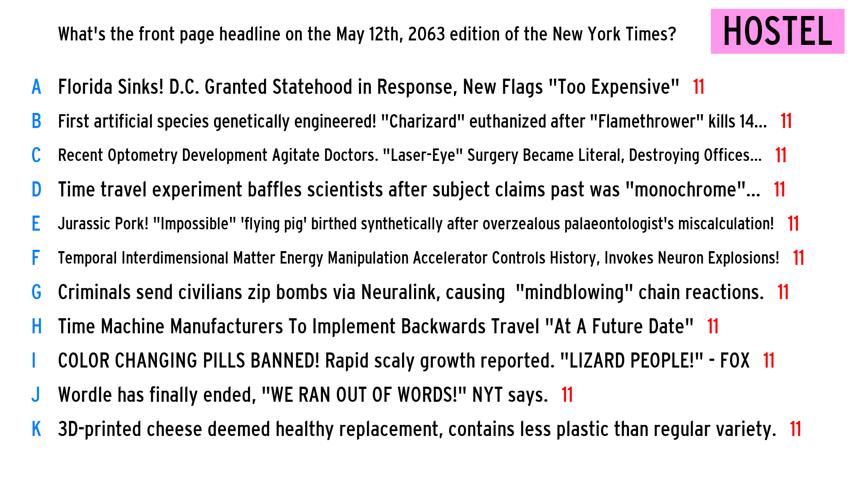 What's the front page headline on the May 12th, 2063 edition of the New York Times?
HOSTEL
A Florida Sinks! D.C. Granted Statehood in Response, New Flags "Too Expensive" 11
B First artificial species genetically engineered! "Charizard" euthanized after "Flamethrower" kills 14... 11
C Recent Optometry Development Agitate Doctors. "Laser-Eye" Surgery Became Literal, Destroying Offices... 11
D Time travel experiment baffles scientists after subject claims past was "monochrome"... 11
E Jurassic Pork! "Impossible" 'flying pig' birthed synthetically after overzealous palaeontologist's miscalculation! 11
F Temporal Interdimensional Matter Energy Manipulation Accelerator Controls History, Invokes Neuron Explosions! 11
G Criminals send civilians zip bombs via Neuralink, causing "mindblowing" chain reactions. 11
H Time Machine Manufacturers To Implement Backwards Travel "At A Future Date" 11
I COLOR CHANGING PILLS BANNED! Rapid scaly growth reported. "LIZARD PEOPLE!" - FOX 11
J Wordle has finally ended, "WE RAN OUT OF WORDS!" NYT says. 11
K 3D-printed cheese deemed healthy replacement, contains less plastic than regular variety. 11